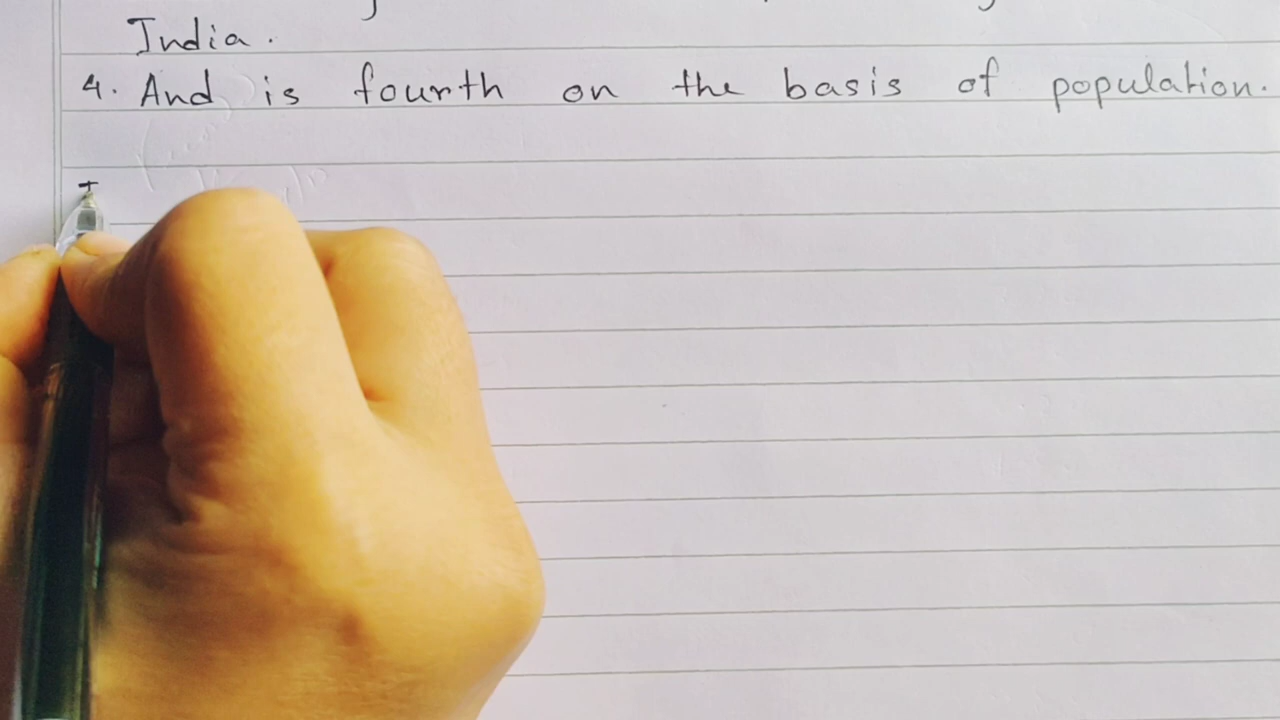 India.
4. And is fourth on the basis of population.